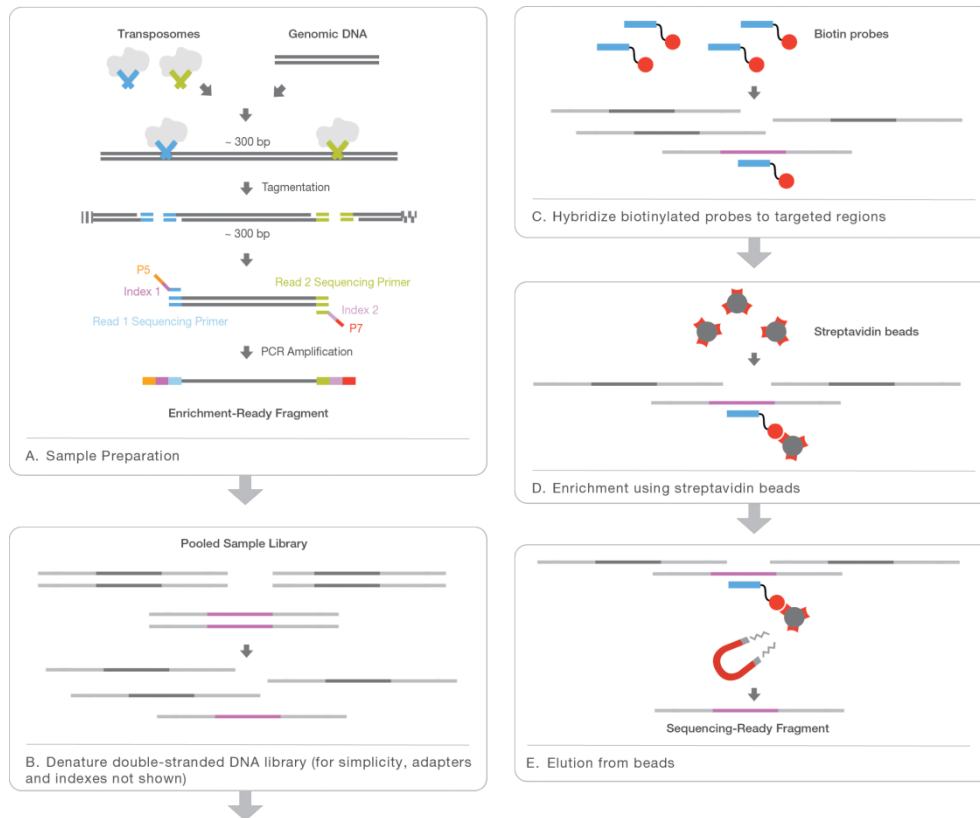 Transposomes
Genomic DNA
~ 300 bp
Tagmentation
~ 300 bp
P5
Read 2 Sequencing Primer
Index 1
Index 2
Read 1 Sequencing Primer
P7
PCR Amplification
Enrichment-Ready Fragment
A. Sample Preparation
Pooled Sample Library
B. Denature double-stranded DNA library (for simplicity, adapters
and indexes not shown)
Biotin probes
C. Hybridize biotinylated probes to targeted regions
Streptavidin beads
D. Enrichment using streptavidin beads
Sequencing-Ready Fragment
E. Elution from beads